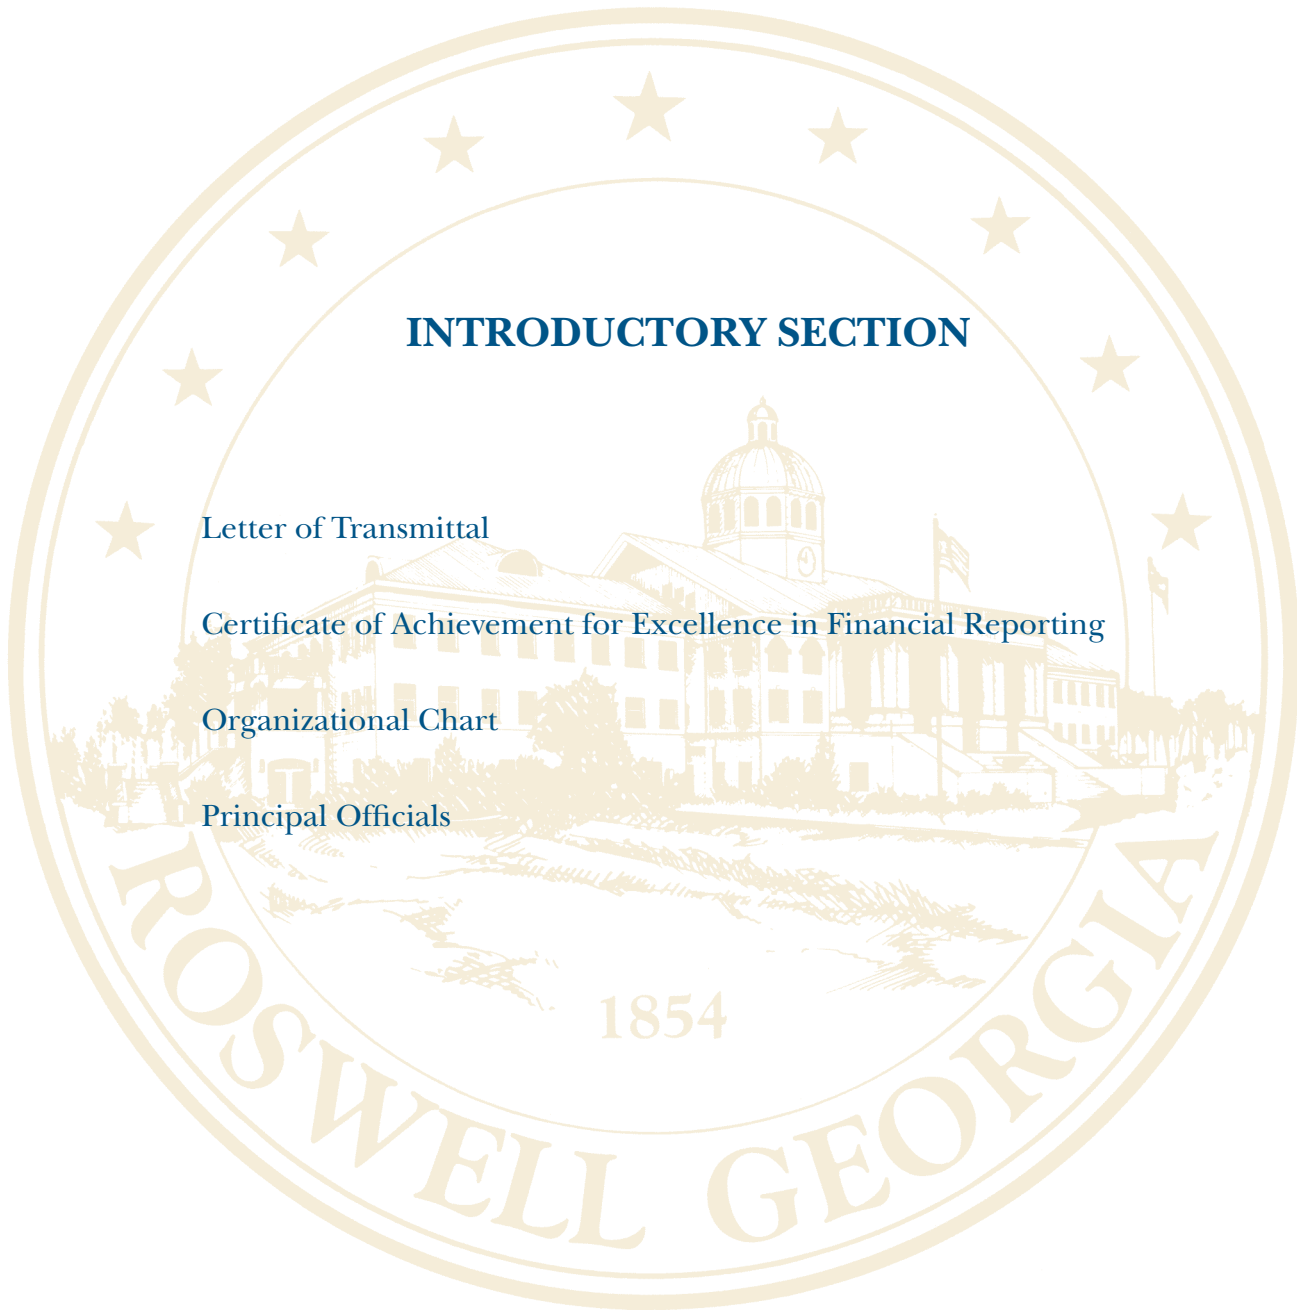 INTRODUCTORY SECTION
Letter of Transmittal
Certificate of Achievement for Excellence in Financial Reporting
Organizational Chart
Principal Officials
1854
ROSWELL GEORGIA